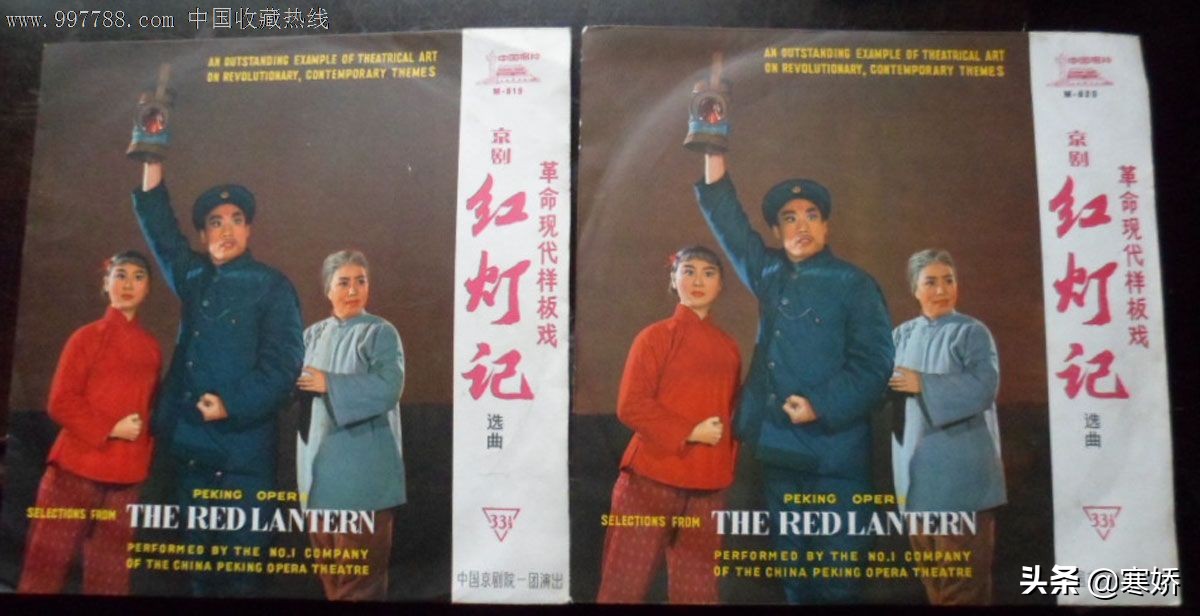 www.997788.com 中国收藏热线
AN OUTSTANDING EXAMPLE OF THEATRICAL ART
ON REVOLUTIONARY, CONTEMPORARY THEMES
中国唱片
M-819
京剧
红灯记
革命现代样板戏
选曲
33⅓
PEKING OPERA
SELECTIONS FROM THE RED LANTERN
PERFORMED BY THE NO.1 COMPANY
OF THE CHINA PEKING OPERA THEATRE
中国京剧院一团演出
AN OUTSTANDING EXAMPLE OF THEATRICAL ART
ON REVOLUTIONARY, CONTEMPORARY THEMES
中国唱片
京剧
红灯记
革命现代样板戏
选曲
33⅓
PEKING OPERA
SELECTIONS FROM THE RED LANTERN
PERFORMED BY THE NO.1 COMPANY
OF THE CHINA PEKING OPERA THEATRE
头条 @寒娇